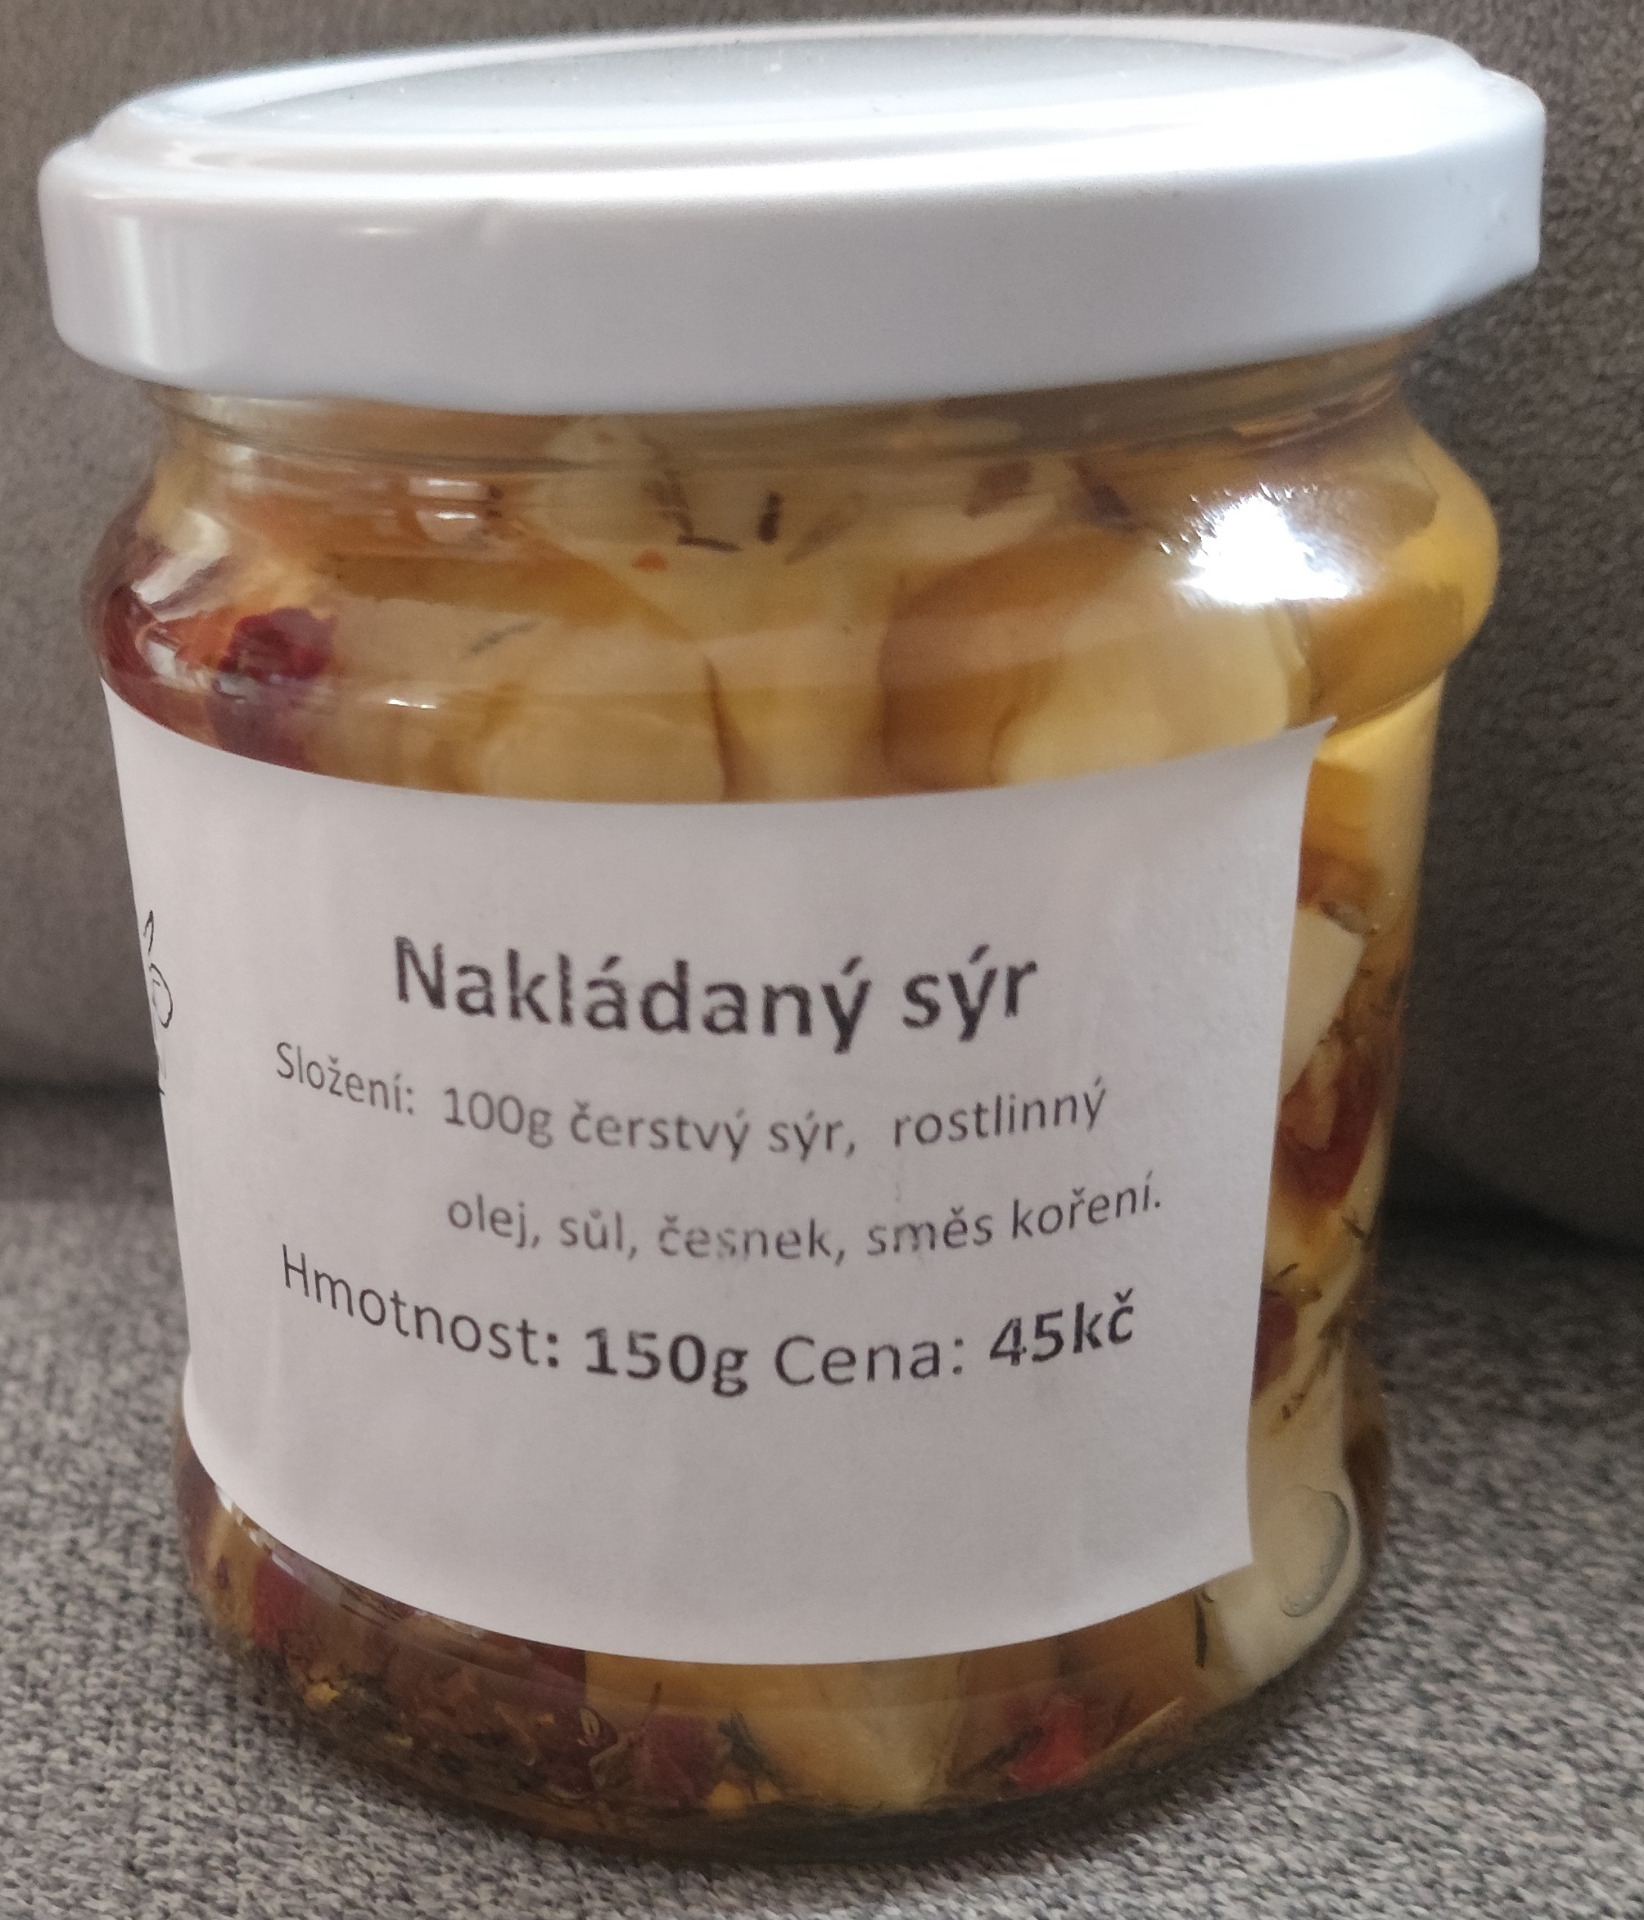 Nakládaný sýr
Složení: 100g čerstvý sýr, rostlinný
olej, sůl, česnek, směs koření.
Hmotnost: 150g Cena: 45kč